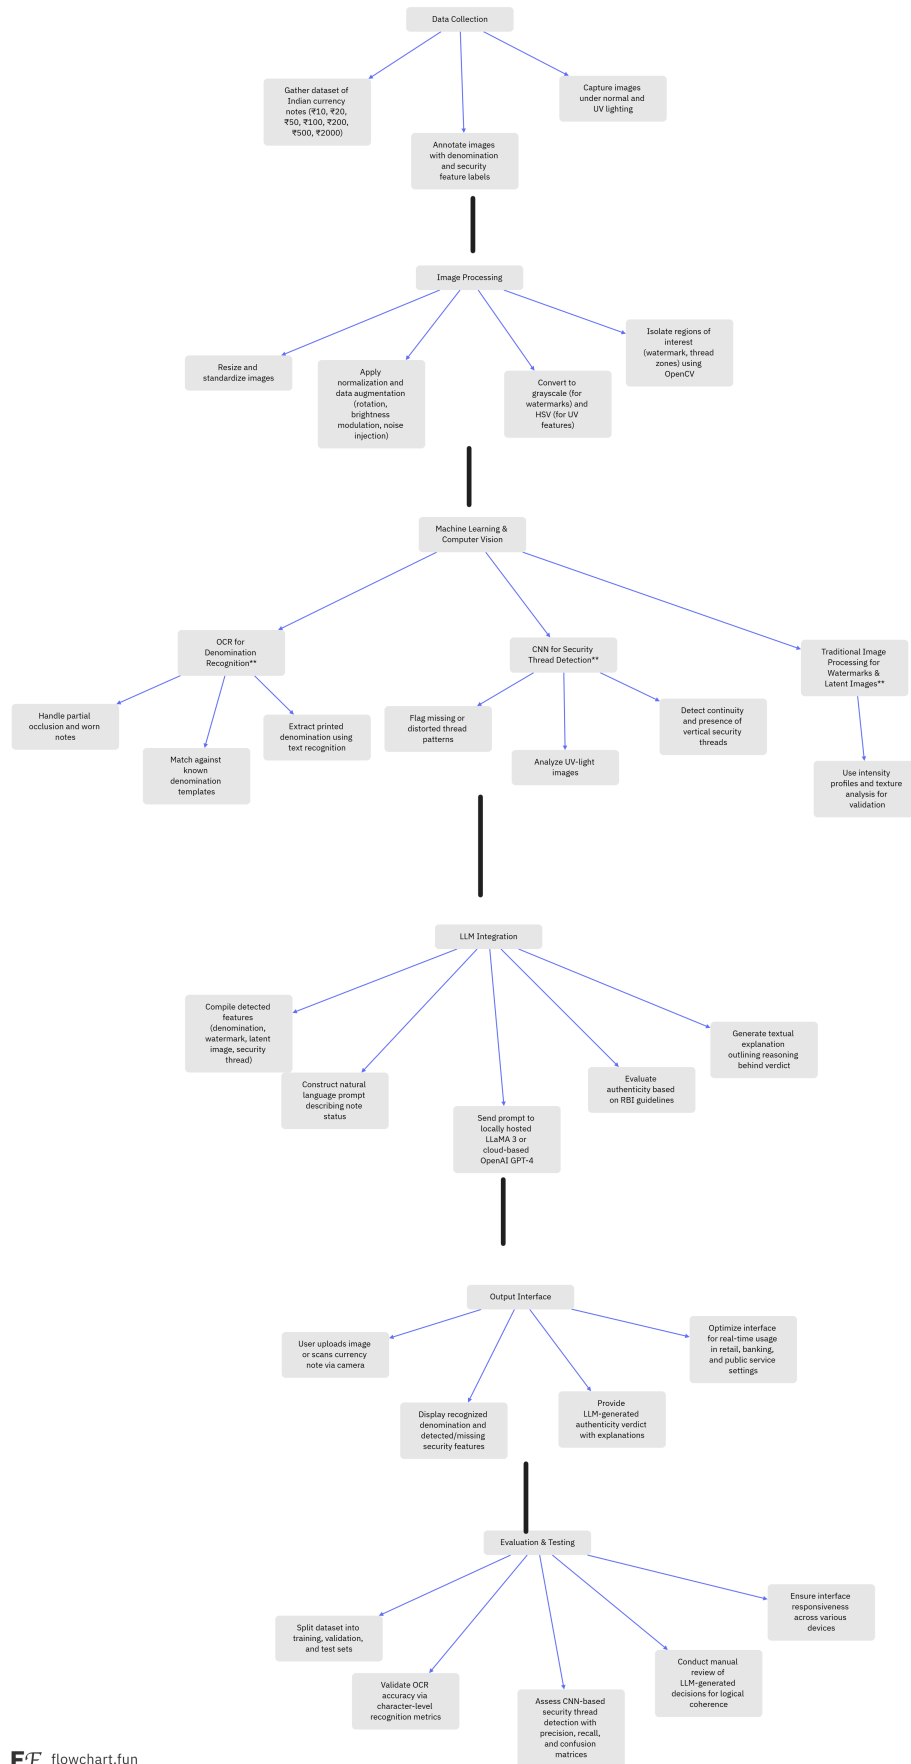 Data Collection
Gather dataset of
Indian currency
notes (₹10, ₹20,
₹50, ₹100, ₹200,
₹500, ₹2000)
Annotate images
with denomination
and security
feature labels
Capture images
under normal and
UV lighting
Image Processing
Resize and
standardize images
Apply
normalization and
data augmentation
(rotation,
brightness
modulation, noise
injection)
Convert to
grayscale (for
watermarks) and
HSV (for UV
features)
Isolate regions of
interest
(watermark, thread
zones) using
OpenCV
Machine Learning &
Computer Vision
OCR for
Denomination
Recognition**
Handle partial
occlusion and worn
notes
Match against
known
denomination
templates
Extract printed
denomination using
text recognition
CNN for Security
Thread Detection**
Flag missing or
distorted thread
patterns
Analyze UV-light
images
Detect continuity
and presence of
vertical security
threads
Traditional Image
Processing for
Watermarks &
Latent Images**
Use intensity
profiles and texture
analysis for
validation
LLM Integration
Compile detected
features
(denomination,
watermark, latent
image, security
thread)
Construct natural
language prompt
describing note
status
Send prompt to
locally hosted
LLaMA 3 or
cloud-based
OpenAI GPT-4
Evaluate
authenticity based
on RBI guidelines
Generate textual
explanation
outlining reasoning
behind verdict
Output Interface
User uploads image
or scans currency
note via camera
Display recognized
denomination and
detected/missing
security features
Provide
LLM-generated
authenticity verdict
with explanations
Optimize interface
for real-time usage
in retail, banking,
and public service
settings
Evaluation & Testing
Split dataset into
training, validation,
and test sets
Validate OCR
accuracy via
character-level
recognition metrics
Assess CNN-based
security thread
detection with
precision, recall,
and confusion
matrices
Conduct manual
review of
LLM-generated
decisions for logical
coherence
Ensure interface
responsiveness
across various
devices
FF flowchart.fun